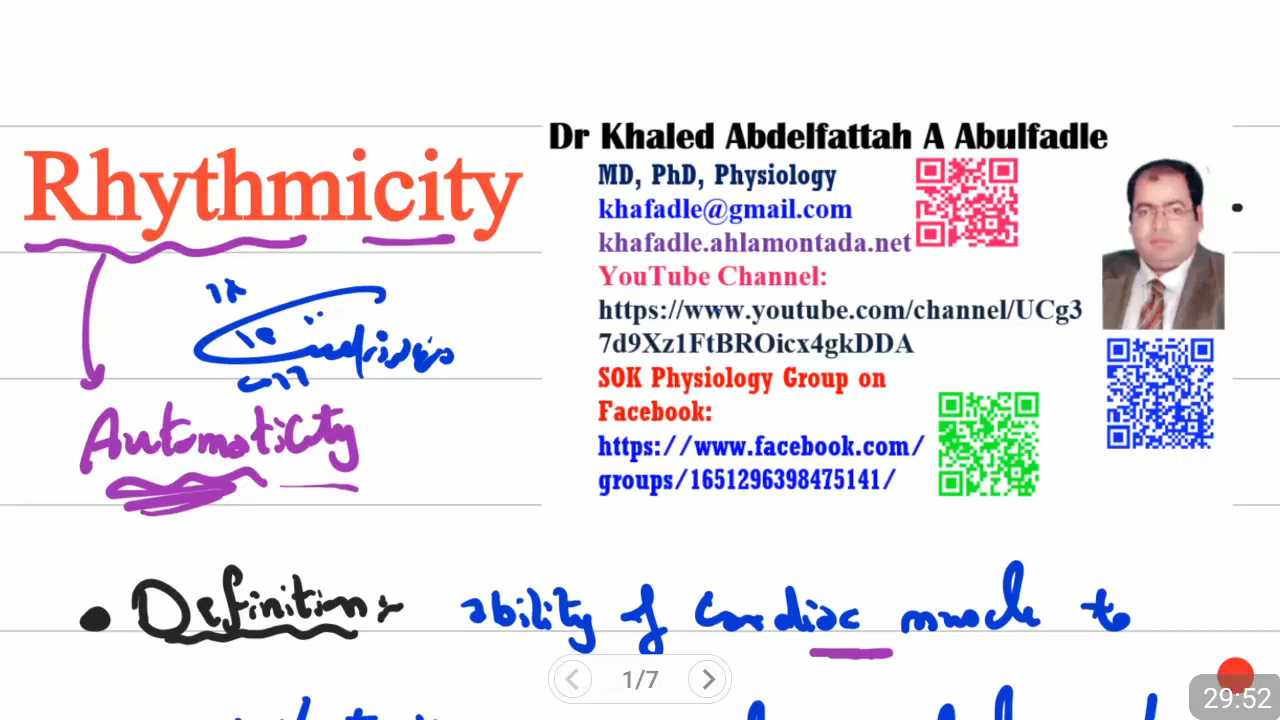 Rhythmicity
Dr Khaled Abdelfattah A Abulfadle
MD, PhD, Physiology
khafadle@gmail.com
khafadle.ahlamontada.net
YouTube Channel:
https://www.youtube.com/channel/UCg3
7d9Xz1FtBROicx4gkDDA
SOK Physiology Group on
Facebook:
https://www.facebook.com/
groups/1651296398475141/
Automaticity
Definition: ability of Cardiac muscle to
1/7
29:52